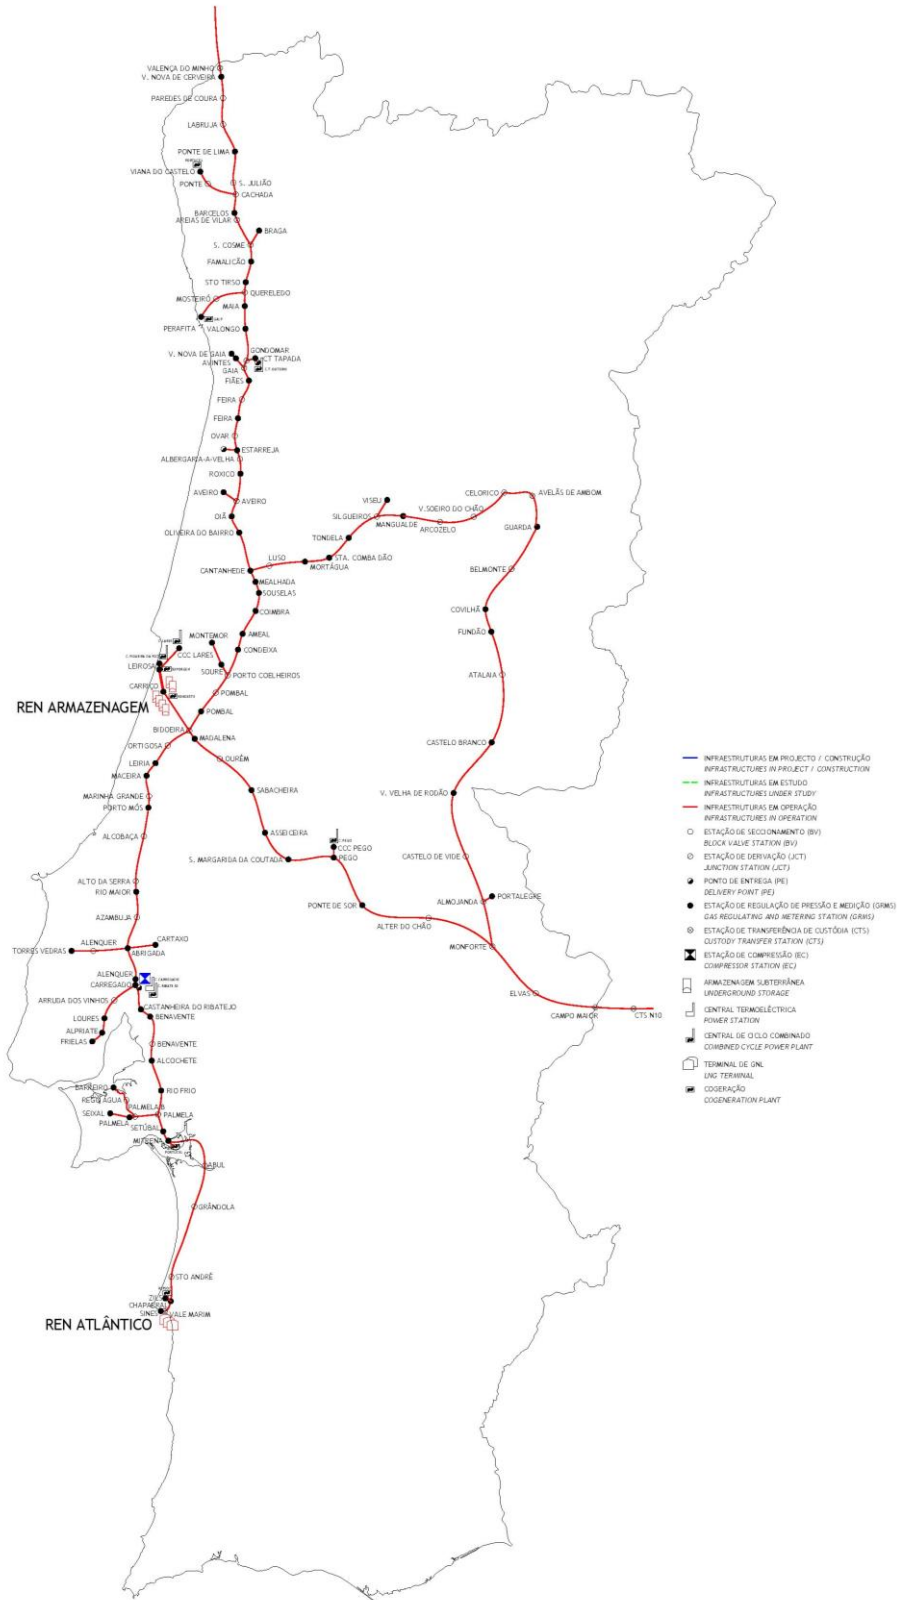 VALENÇA DO MINHO
V. NOVA DE CERVEIRA
PAREDES DE COURA
LABRUJA
PONTE DE LIMA
VIANA DO CASTELO
PONTE
S. JULIÃO
CACHADA
BARCELOS
AREIAS DE VILAR
BRAGA
S. COSME
FAMALICÃO
STO TIRSO
QUERELEDO
MOSTEIRÓ
MAIA
PERAFITA
VALONGO
GONDOMAR
V. NOVA DE GAIA
CT TAPADA
AVINTES
GAIA
FIÃES
FEIRA
FEIRA
OVAR
ESTARREJA
ALBERGARIA-A-VELHA
ROXICO
AVEIRO
AVEIRO
OIÃ
OLIVEIRA DO BAIRRO
CELORICO
AVELÃS DE AMBOM
VISEU
V.SOEIRO DO CHÃO
SILGUEIROS
MANGUALDE
ARCOZELO
GUARDA
TONDELA
LUSO
STA. COMBA DÃO
MORTÁGUA
CANTANHEDE
BELMONTE
MEALHADA
SOUSELAS
COIMBRA
COVILHÃ
AMEAL
MONTEMOR
FUNDÃO
CONDEIXA
CCC LARES
LEIROSA
SOURE
PORTO COELHEIROS
ATALAIA
CARRIÇO
POMBAL
REN ARMAZENAGEM
POMBAL
BIDOEIRA
MADALENA
ORTIGOSA
CASTELO BRANCO
OURÉM
LEIRIA
MACEIRA
SABACHEIRA
V. VELHA DE RODÃO
MARINHA GRANDE
PORTO MÓS
ALCOBAÇA
ASSEICEIRA
CCC PEGO
PEGO
S. MARGARIDA DA COUTADA
CASTELO DE VIDE
ALTO DA SERRA
RIO MAIOR
PORTALEGRE
ALMOJANDA
PONTE DE SOR
AZAMBUJA
ALTER DO CHÃO
CARTAXO
ALENQUER
TORRES VEDRAS
ABRIGADA
MONFORTE
ALENQUER
CARREGADO
ELVAS
ARRUDA DOS VINHOS
CASTANHEIRA DO RIBATEJO
CAMPO MAIOR
CTS N10
LOURES
BENAVENTE
ALPRIATE
FRIELAS
BENAVENTE
ALCOCHETE
BARREIRO
RIO FRIO
REG. ÁGUA
PALMELA B
SEIXAL
PALMELA
PALMELA
SETÚBAL
MITRENA
ABUL
GRÂNDOLA
STO ANDRÉ
CHAPARAL
SINES
VALE MARIM
REN ATLÂNTICO
INFRAESTRUTURAS EM PROJECTO / CONSTRUÇÃO
INFRASTRUCTURES IN PROJECT / CONSTRUCTION
INFRAESTRUTURAS EM ESTUDO
INFRASTRUCTURES UNDER STUDY
INFRAESTRUTURAS EM OPERAÇÃO
INFRASTRUCTURES IN OPERATION
ESTAÇÃO DE SECCIONAMENTO (BV)
BLOCK VALVE STATION (BV)
ESTAÇÃO DE DERIVAÇÃO (JCT)
JUNCTION STATION (JCT)
PONTO DE ENTREGA (PE)
DELIVERY POINT (PE)
ESTAÇÃO DE REGULAÇÃO DE PRESSÃO E MEDIÇÃO (GRMS)
GAS REGULATING AND METERING STATION (GRMS)
ESTAÇÃO DE TRANSFERÊNCIA DE CUSTÓDIA (CTS)
CUSTODY TRANSFER STATION (CTS)
ESTAÇÃO DE COMPRESSÃO (EC)
COMPRESSOR STATION (EC)
ARMAZENAGEM SUBTERRÂNEA
UNDERGROUND STORAGE
CENTRAL TERMOELÉCTRICA
POWER STATION
CENTRAL DE CICLO COMBINADO
COMBINED CYCLE POWER PLANT
TERMINAL DE GNL
LNG TERMINAL
COGERAÇÃO
COGENERATION PLANT